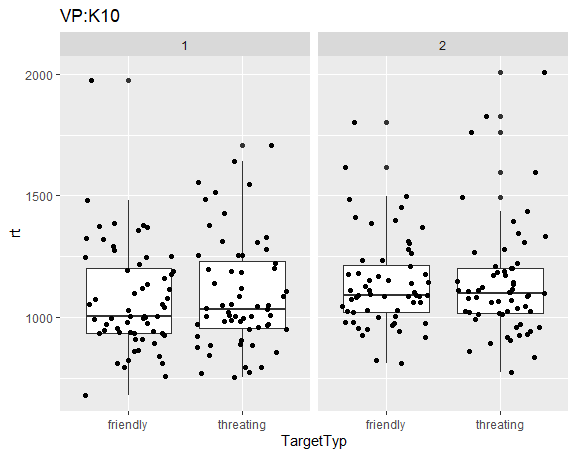 VP:K10
1 2
2000
1500
1000
rt
friendly threating friendly threating
TargetTyp